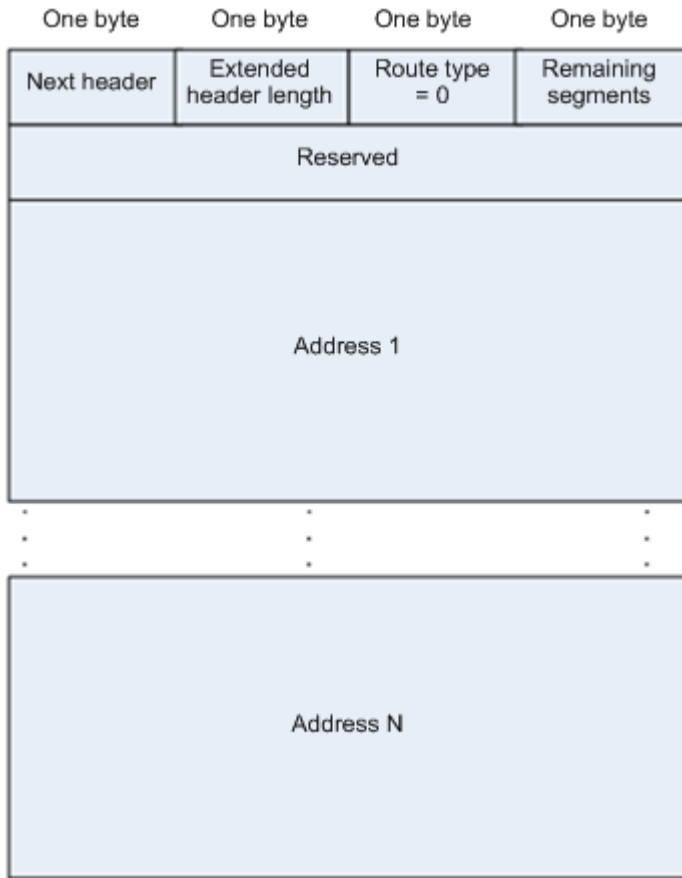 One byte One byte One byte One byte
Next header
Extended
header length
Route type
= 0
Remaining
segments
Reserved
Address 1
Address N